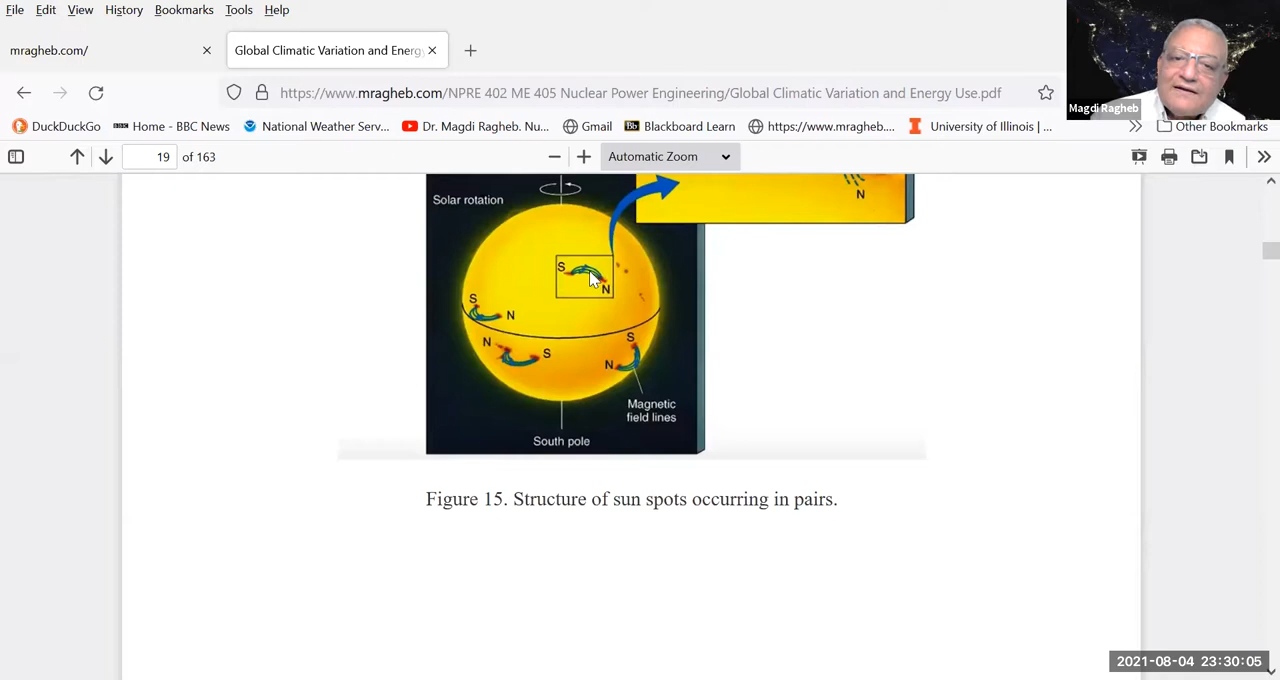 File Edit View History Bookmarks Tools Help
mragheb.com/
Global Climatic Variation and Energy
https://www.mragheb.com/NPRE 402 ME 405 Nuclear Power Engineering/Global Climatic Variation and Energy Use.pdf
Magdi Ragheb
DuckDuckGo
BBC Home - BBC News
National Weather Serv...
Dr. Magdi Ragheb. Nu...
Gmail
Bb Blackboard Learn
https://www.mragheb....
University of Illinois | ...
Other Bookmarks
19 of 163
Automatic Zoom
Solar rotation
N
S
N
S
N
N
S
S
N
Magnetic
field lines
South pole
Figure 15. Structure of sun spots occurring in pairs.
2021-08-04 23:30:05